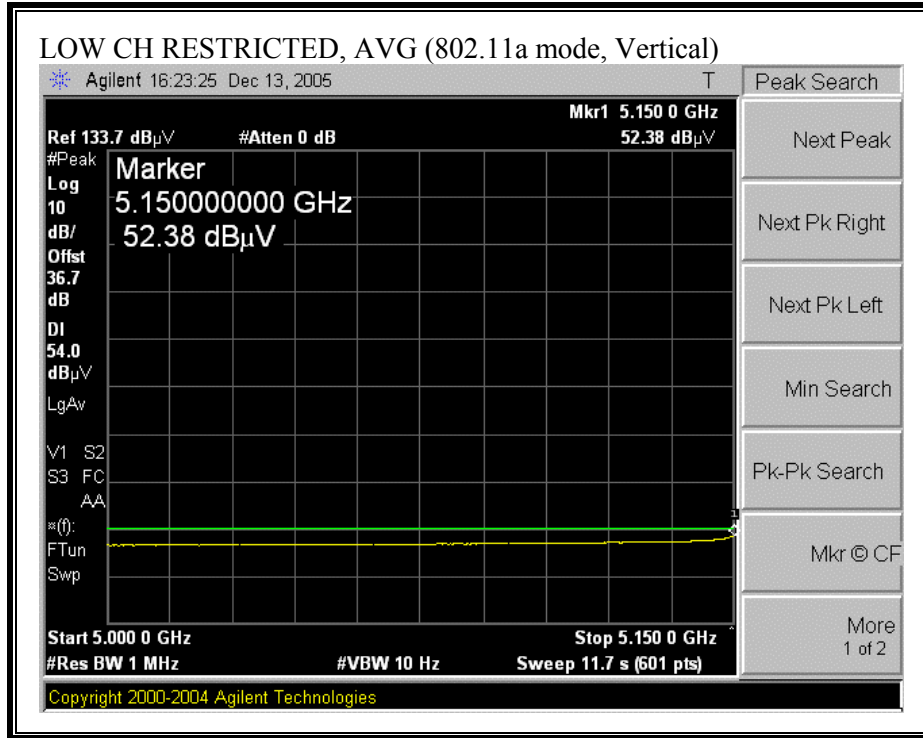 LOW CH RESTRICTED, AVG (802.11a mode, Vertical)
Agilent 16:23:25 Dec 13, 2005 T
Peak Search
Mkr1 5.150 0 GHz
Ref 133.7 dBµV #Atten 0 dB 52.38 dBµV
#Peak
Log
10
dB/
Offst
36.7
dB
DI
54.0
dBµV
LgAv
V1 S2
S3 FC
AA
¤(f):
FTun
Swp
Marker
5.150000000 GHz
52.38 dBµV
1
Start 5.000 0 GHz Stop 5.150 0 GHz
#Res BW 1 MHz #VBW 10 Hz Sweep 11.7 s (601 pts)
Copyright 2000-2004 Agilent Technologies
Next Peak
Next Pk Right
Next Pk Left
Min Search
Pk-Pk Search
Mkr © CF
More
1 of 2